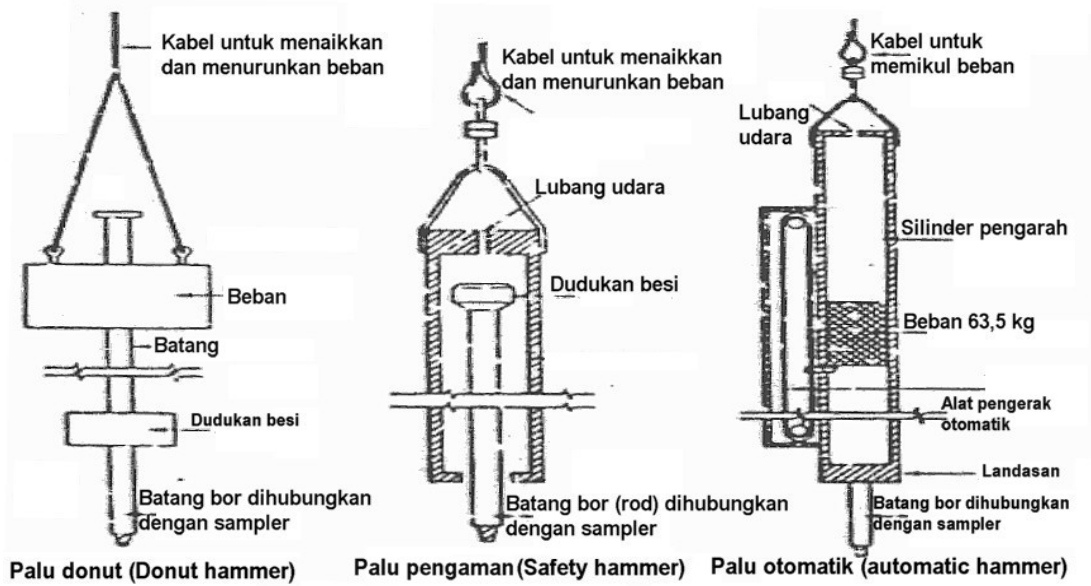 Kabel untuk menaikkan
dan menurunkan beban
Beban
Batang
Dudukan besi
Batang bor dihubungkan
dengan sampler
Palu donut (Donut hammer)
Kabel untuk menaikkan
dan menurunkan beban
Lubang udara
Dudukan besi
Batang bor (rod) dihubungkan
dengan sampler
Palu pengaman (Safety hammer)
Kabel untuk
memikul beban
Lubang
udara
Silinder pengarah
Beban 63,5 kg
Alat pengerak
otomatik
Landasan
Batang bor dihubungkan
dengan sampler
Palu otomatik (automatic hammer)